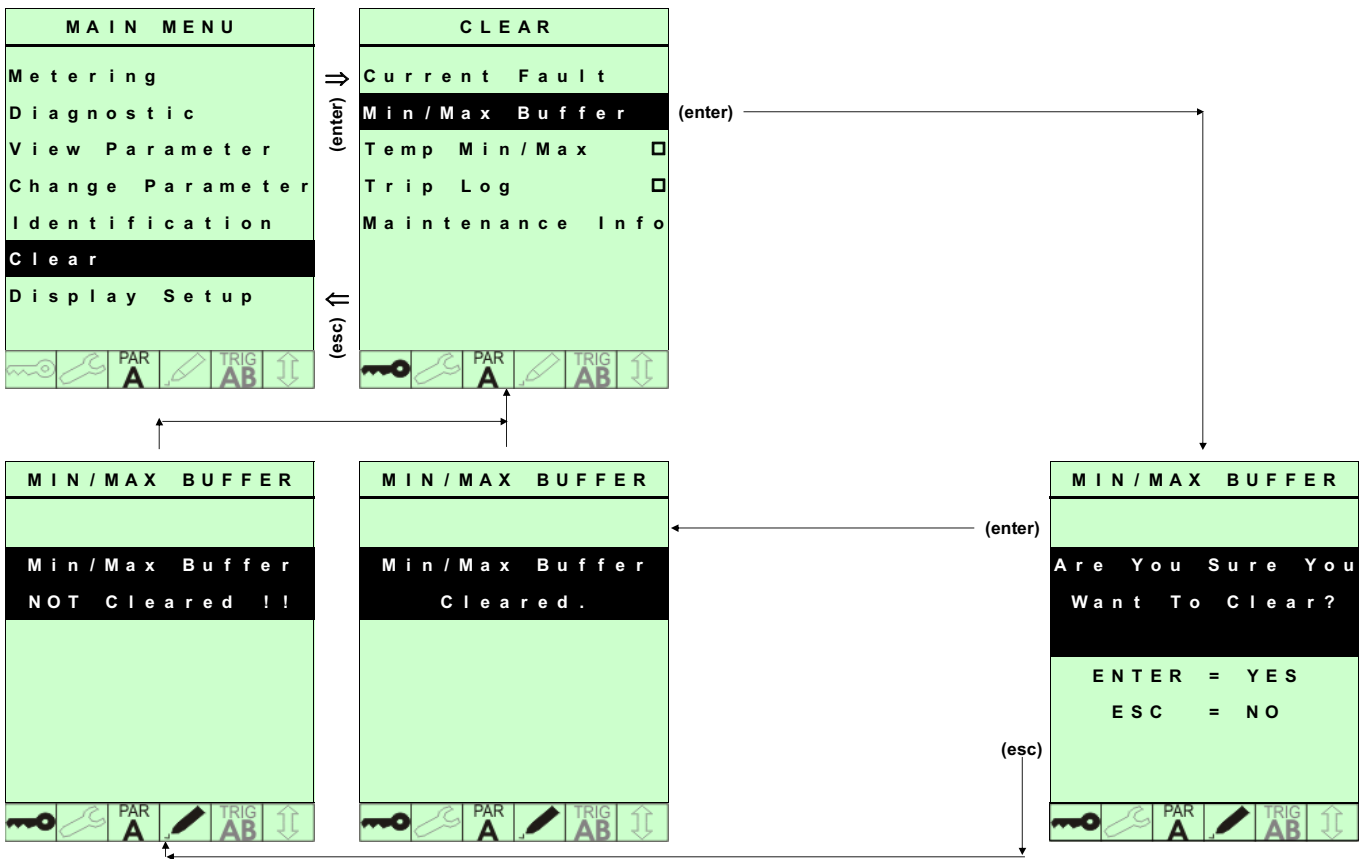 MAIN MENU
Metering
Diagnostic
View Parameter
Change Parameter
Identification
Clear
Display Setup
PAR
A
TRIG
AB
(enter)
(esc)
CLEAR
Current Fault
Min/Max Buffer
Temp Min/Max
Trip Log
Maintenance Info
PAR
A
TRIG
AB
(enter)
MIN/MAX BUFFER
Min/Max Buffer
NOT Cleared !!
PAR
A
TRIG
AB
MIN/MAX BUFFER
Min/Max Buffer
Cleared.
PAR
A
TRIG
AB
(enter)
(esc)
MIN/MAX BUFFER
Are You Sure You
Want To Clear?
ENTER = YES
ESC = NO
PAR
A
TRIG
AB